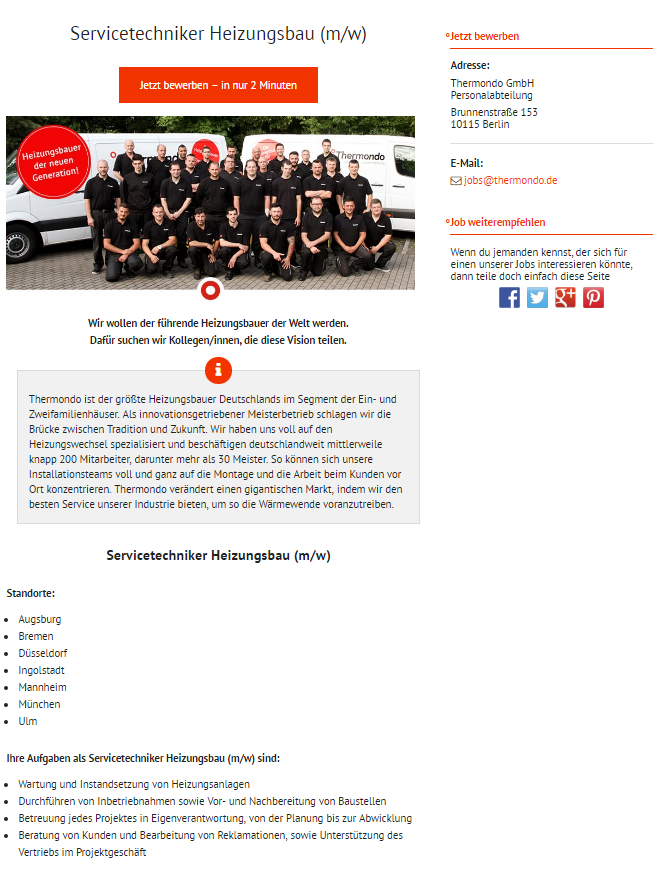 Servicetechniker Heizungsbau (m/w)
Jetzt bewerben – in nur 2 Minuten
Heizungsbauer
der neuen
Generation!
Thermondo
Wir wollen der führende Heizungsbauer der Welt werden.
Dafür suchen wir Kollegen/innen, die diese Vision teilen.
Thermondo ist der größte Heizungsbauer Deutschlands im Segment der Ein- und
Zweifamilienhäuser. Als innovationsgetriebener Meisterbetrieb schlagen wir die
Brücke zwischen Tradition und Zukunft. Wir haben uns voll auf den
Heizungswechsel spezialisiert und beschäftigen deutschlandweit mittlerweile
knapp 200 Mitarbeiter, darunter mehr als 30 Meister. So können sich unsere
Installationsteams voll und ganz auf die Montage und die Arbeit beim Kunden vor
Ort konzentrieren. Thermondo verändert einen gigantischen Markt, indem wir den
besten Service unserer Industrie bieten, um so die Wärmewende voranzutreiben.
Servicetechniker Heizungsbau (m/w)
Standorte:
• Augsburg
• Bremen
• Düsseldorf
• Ingolstadt
• Mannheim
• München
• Ulm
Ihre Aufgaben als Servicetechniker Heizungsbau (m/w) sind:
• Wartung und Instandsetzung von Heizungsanlagen
• Durchführen von Inbetriebnahmen sowie Vor- und Nachbereitung von Baustellen
• Betreuung jedes Projektes in Eigenverantwortung, von der Planung bis zur Abwicklung
• Beratung von Kunden und Bearbeitung von Reklamationen, sowie Unterstützung des
Vertriebs im Projektgeschäft
Jetzt bewerben
Adresse:
Thermondo GmbH
Personalabteilung
Brunnenstraße 153
10115 Berlin
E-Mail:
jobs@thermondo.de
Job weiterempfehlen
Wenn du jemanden kennst, der sich für
einen unserer Jobs interessieren könnte,
dann teile doch einfach diese Seite